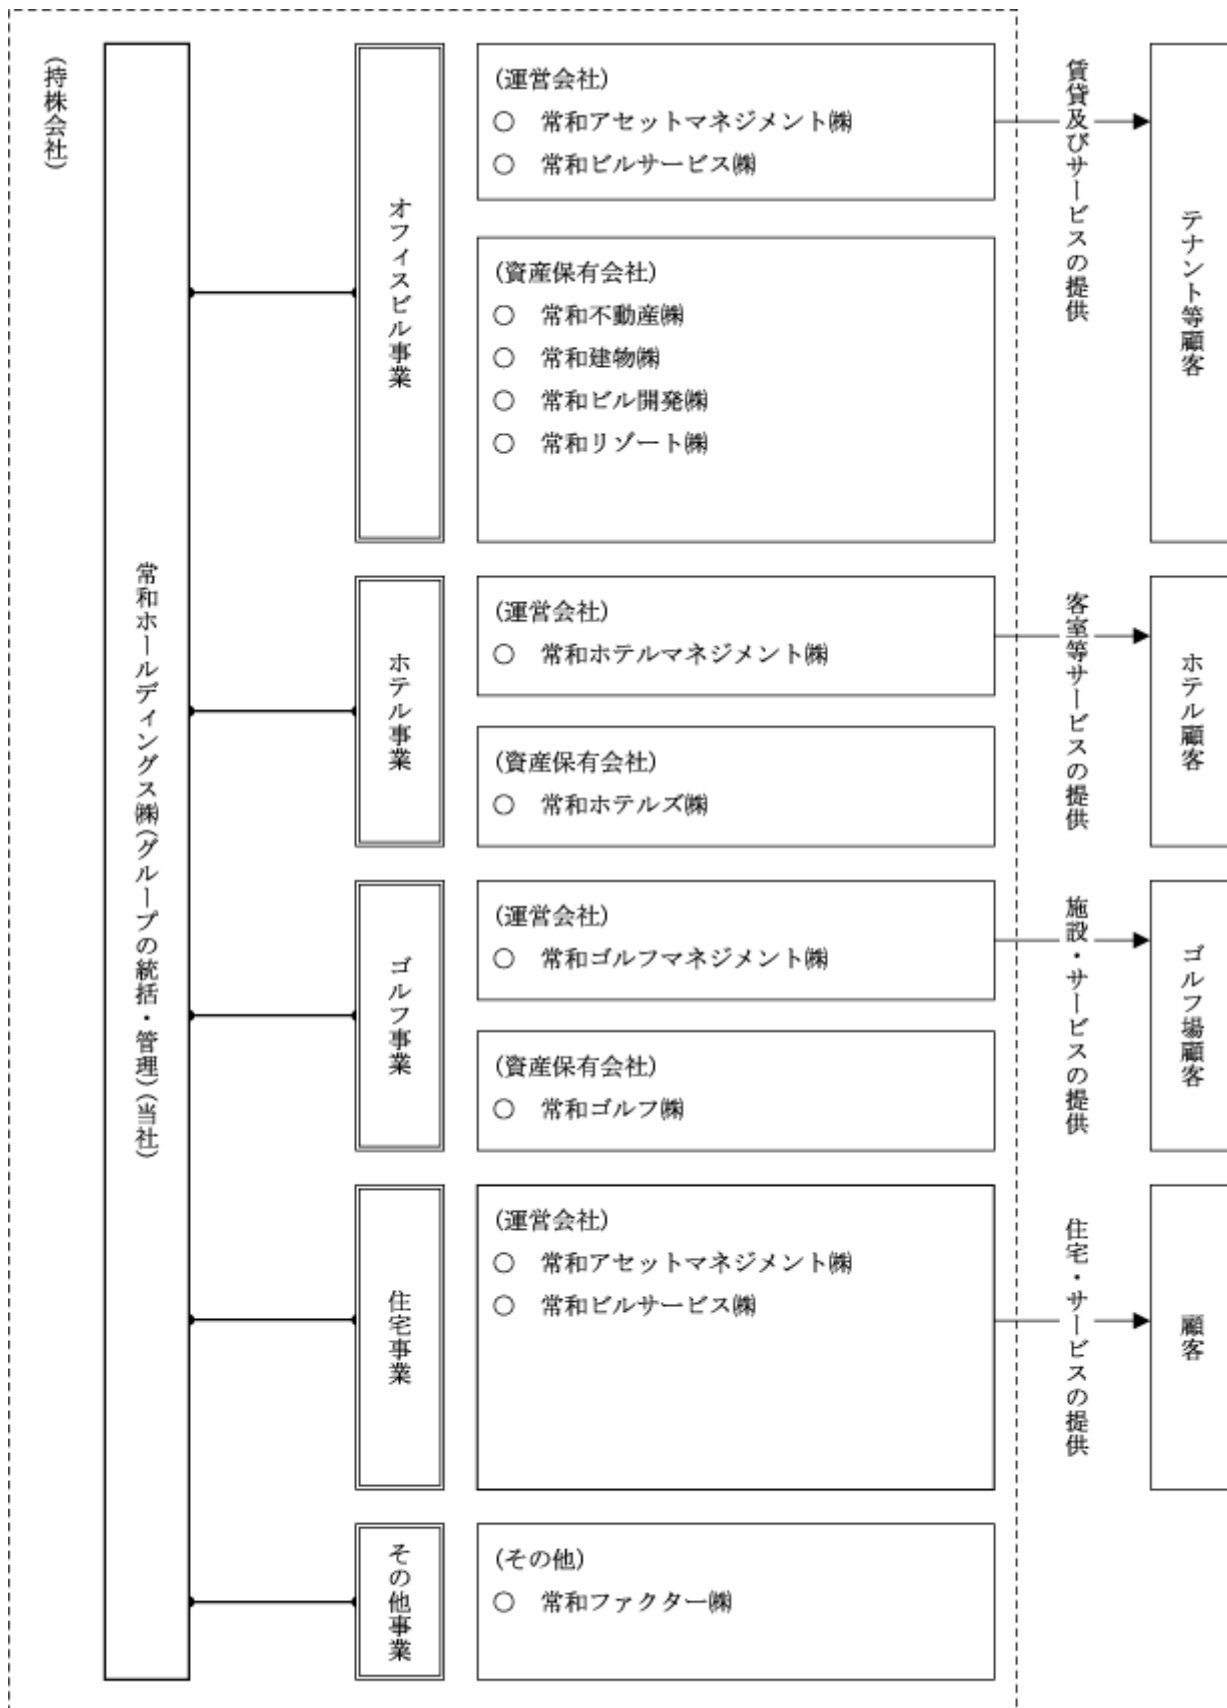 (持株会社)
常和ホールディングス㈱(グループの統括・管理)(当社)
オフィスビル事業
(運営会社)
○ 常和アセットマネジメント㈱
○ 常和ビルサービス㈱
(資産保有会社)
○ 常和不動産㈱
○ 常和建物㈱
○ 常和ビル開発㈱
○ 常和リゾート㈱
賃貸及びサービスの提供
テナント等顧客
ホテル事業
(運営会社)
○ 常和ホテルマネジメント㈱
(資産保有会社)
○ 常和ホテルズ㈱
客室等サービスの提供
ホテル顧客
ゴルフ事業
(運営会社)
○ 常和ゴルフマネジメント㈱
(資産保有会社)
○ 常和ゴルフ㈱
施設・サービスの提供
ゴルフ場顧客
住宅事業
(運営会社)
○ 常和アセットマネジメント㈱
○ 常和ビルサービス㈱
住宅・サービスの提供
顧客
その他事業
(その他)
○ 常和ファクター㈱